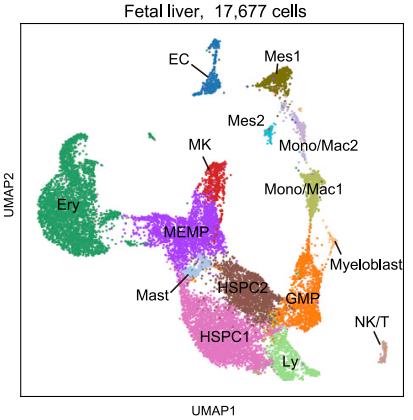 Fetal liver, 17,677 cells
EC
Mes1
Mes2
Mono/Mac2
MK
Mono/Mac1
Ery
MEMP
Myeloblast
Mast
HSPC2
GMP
HSPC1
NK/T
Ly
UMAP2
UMAP1